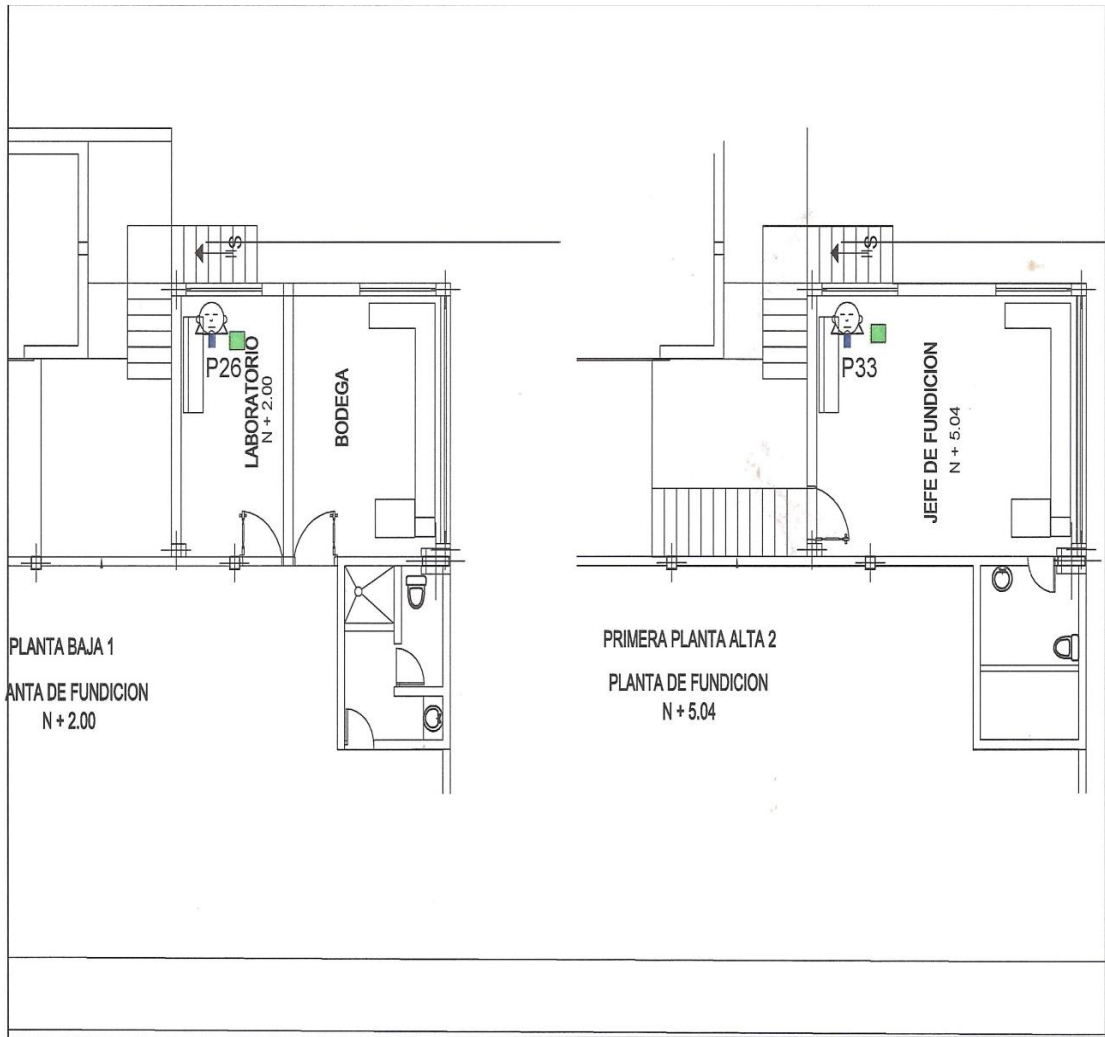 S
P26
LABORATORIO
N + 2.00
BODEGA
PLANTA BAJA 1
ANTA DE FUNDICION
N + 2.00
S
P33
JEFE DE FUNDICION
N + 5.04
PRIMERA PLANTA ALTA 2
PLANTA DE FUNDICION
N + 5.04